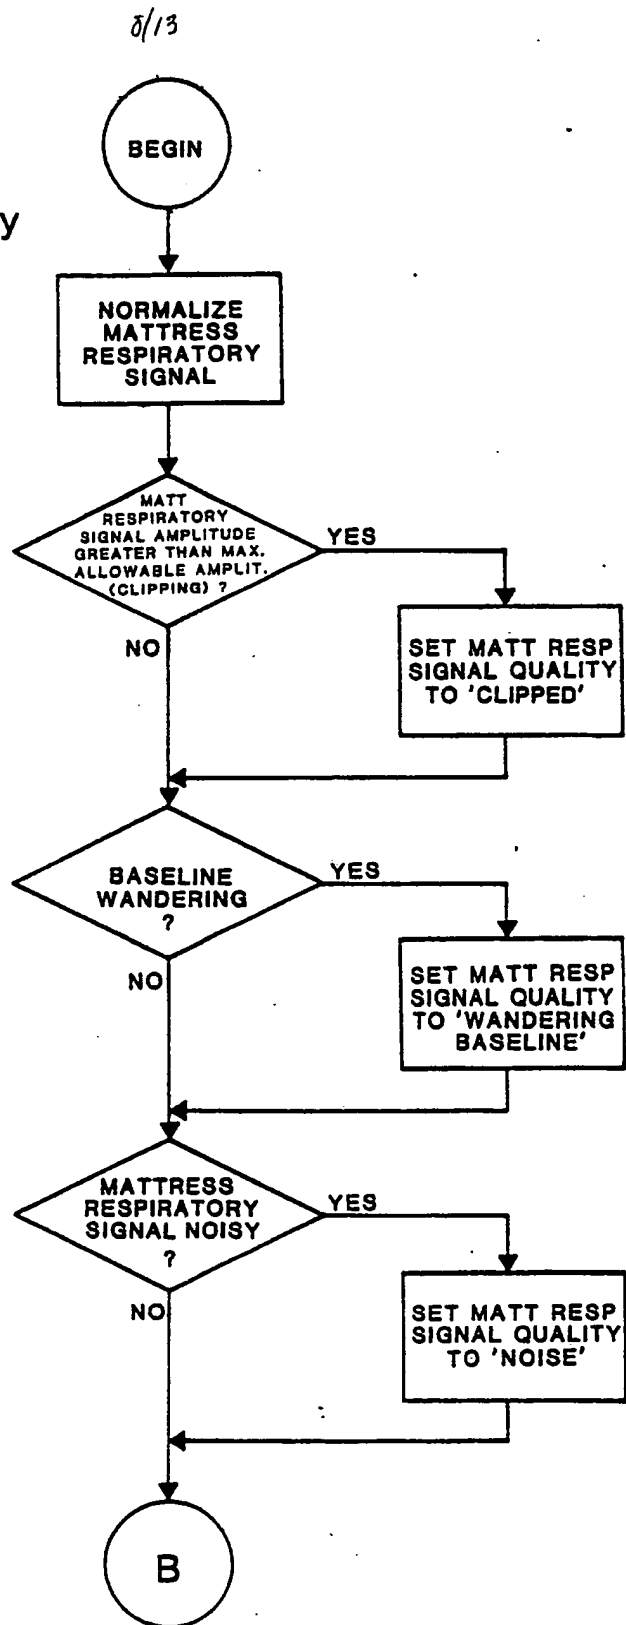 8/13
BEGIN
y
NORMALIZE
MATTRESS
RESPIRATORY
SIGNAL
MATT
RESPIRATORY
SIGNAL AMPLITUDE
GREATER THAN MAX.
ALLOWABLE AMPLIT.
(CLIPPING) ?
YES
NO
SET MATT RESP
SIGNAL QUALITY
TO 'CLIPPED'
BASELINE
WANDERING
?
YES
NO
SET MATT RESP
SIGNAL QUALITY
TO 'WANDERING
BASELINE'
MATTRESS
RESPIRATORY
SIGNAL NOISY
?
YES
NO
SET MATT RESP
SIGNAL QUALITY
TO 'NOISE'
B